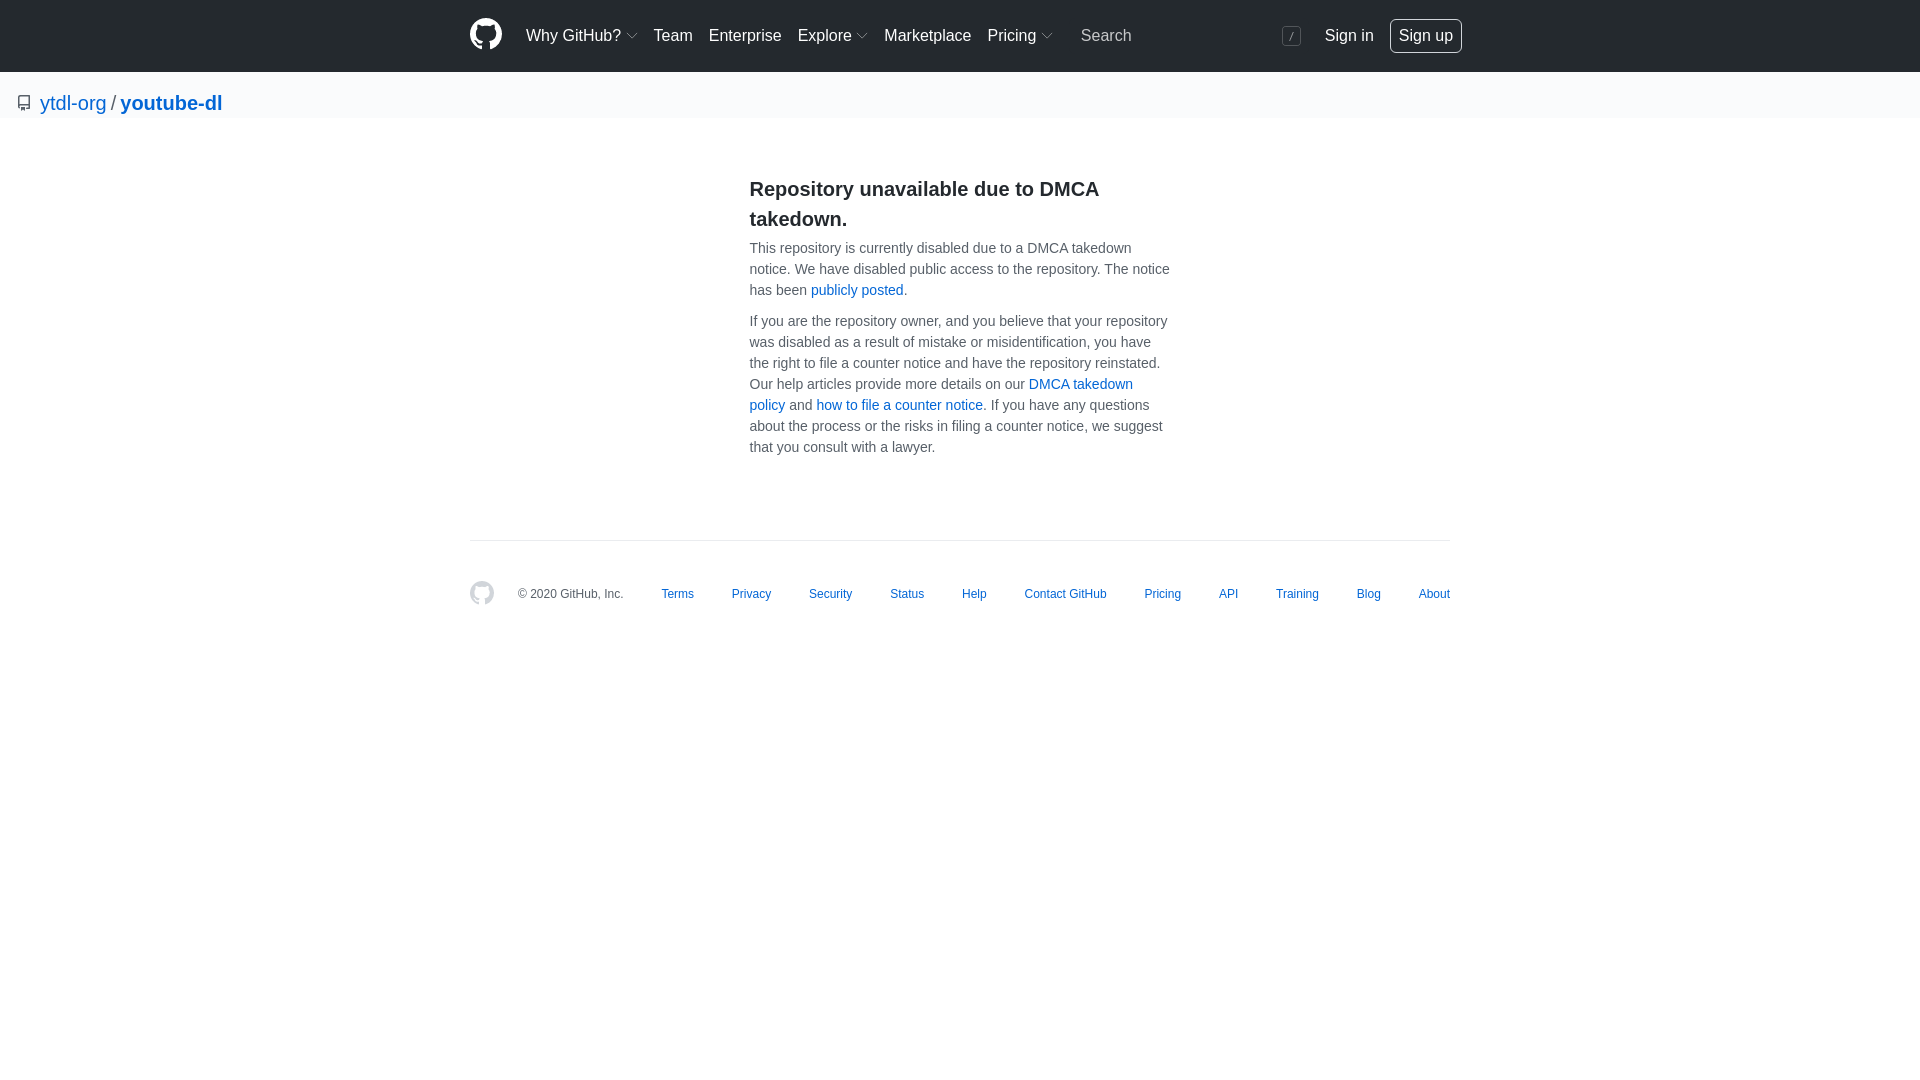 Why GitHub? Team Enterprise Explore Marketplace Pricing Search / Sign in Sign up
ytdl-org / youtube-dl
Repository unavailable due to DMCA
takedown.
This repository is currently disabled due to a DMCA takedown
notice. We have disabled public access to the repository. The notice
has been publicly posted.
If you are the repository owner, and you believe that your repository
was disabled as a result of mistake or misidentification, you have
the right to file a counter notice and have the repository reinstated.
Our help articles provide more details on our DMCA takedown
policy and how to file a counter notice. If you have any questions
about the process or the risks in filing a counter notice, we suggest
that you consult with a lawyer.
© 2020 GitHub, Inc. Terms Privacy Security Status Help Contact GitHub Pricing API Training Blog About